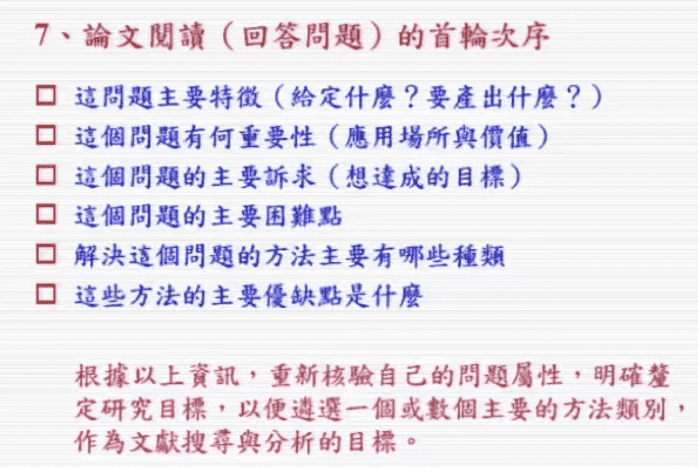 7、論文閱讀（回答問題）的首輪次序
這問題主要特徵（給定什麼？要產出什麼？）
這個問題有何重要性（應用場所與價值）
這個問題的主要訴求（想達成的目標）
這個問題的主要困難點
解決這個問題的方法主要有哪些種類
這些方法的主要優缺點是什麼
根據以上資訊，重新核驗自己的問題屬性，明確釐
定研究目標，以便遴選一個或數個主要的方法類別，
作為文獻搜尋與分析的目標。